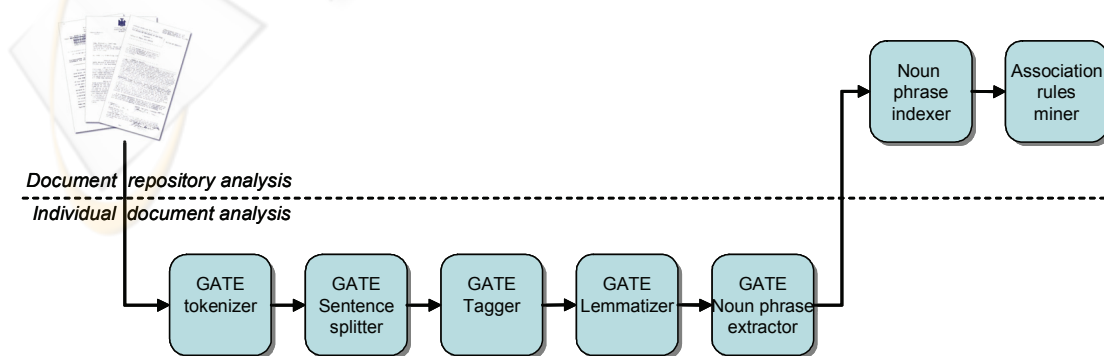 Noun
phrase
indexer
Association
rules
miner
Document repository analysis
Individual document analysis
GATE
tokenizer
GATE
Sentence
splitter
GATE
Tagger
GATE
Lemmatizer
GATE
Noun phrase
extractor